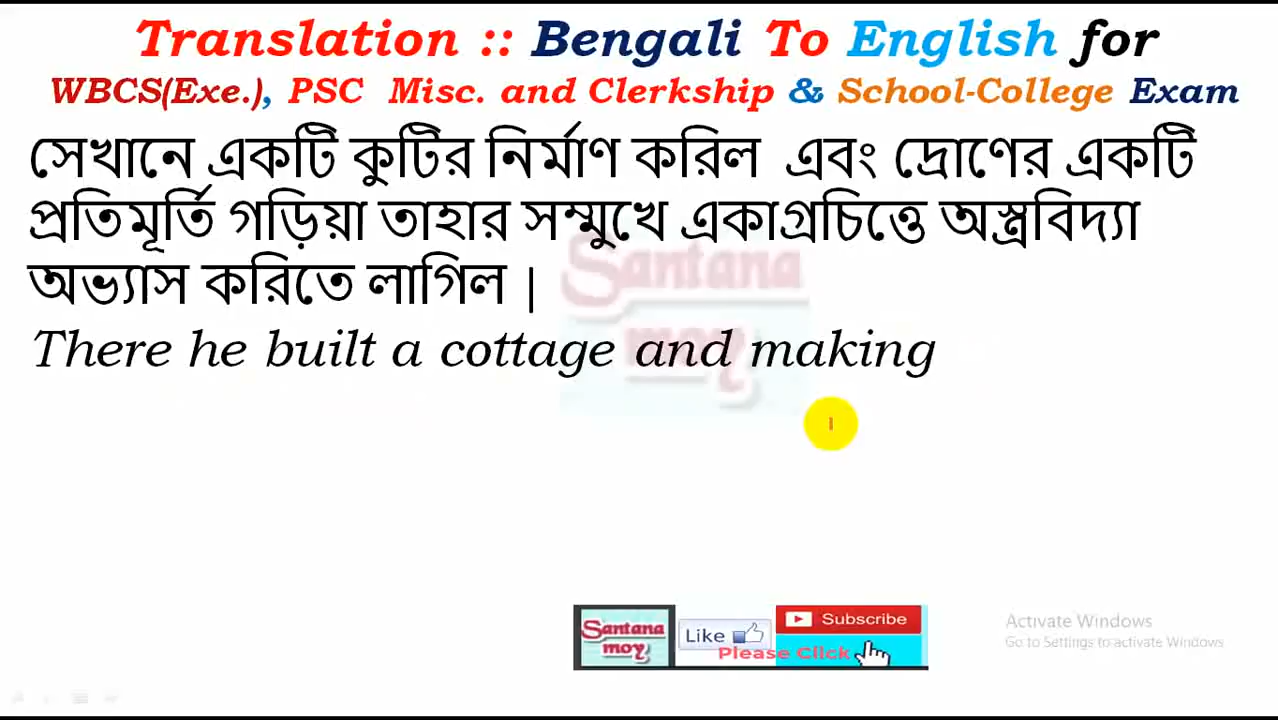 Translation :: Bengali To English for
WBCS(Exe.), PSC Misc. and Clerkship & School-College Exam
সেখানে একটি কুটির নির্মাণ করিল এবং দ্রোণের একটি
প্রতিমূর্তি গড়িয়া তাহার সম্মুখে একাগ্রচিত্তে অস্ত্রবিদ্যা
অভ্যাস করিতে লাগিল |
Santana
moy
There he built a cottage and making
Santana
moy
Like
Subscribe
Please Click
Activate Windows
Go to Settings to activate Windows